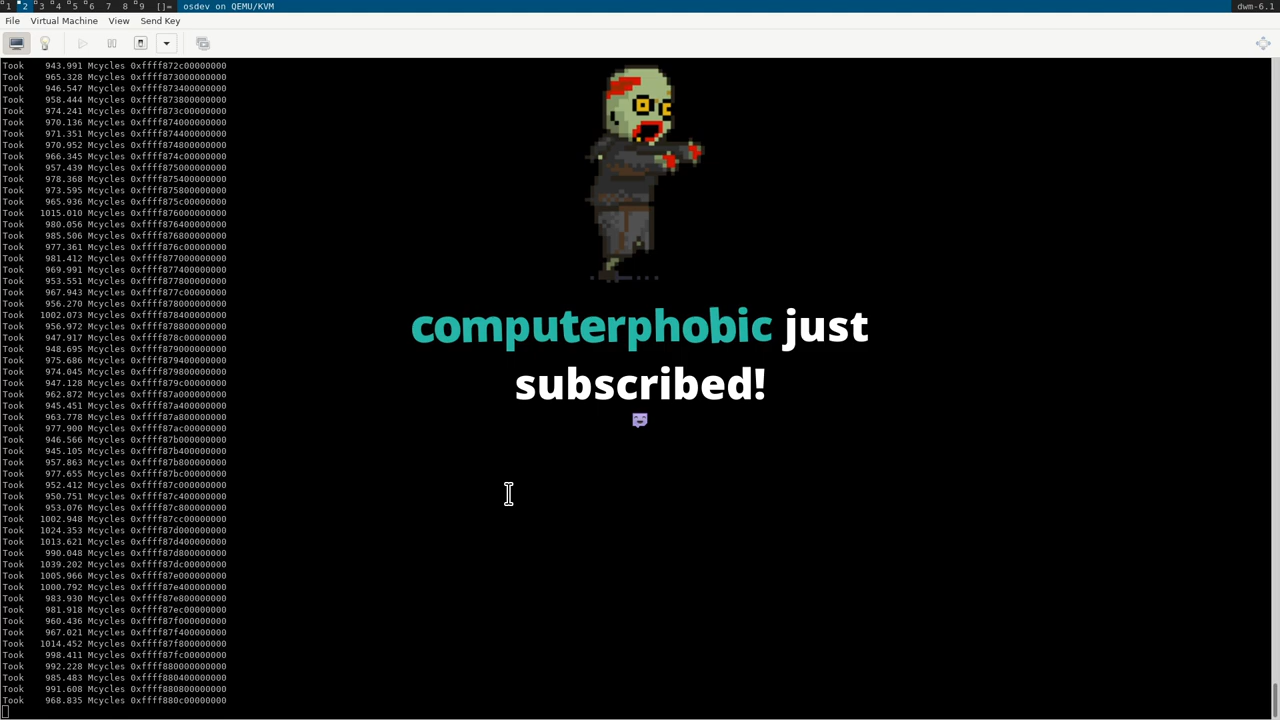 1 2 3 4 5 6 7 8 9 []= osdev on QEMU/KVM dwm-6.1
File Virtual Machine View Send Key
Took 943.991 Mcycles 0xffff872c00000000
Took 965.328 Mcycles 0xffff873000000000
Took 946.547 Mcycles 0xffff873400000000
Took 958.444 Mcycles 0xffff873800000000
Took 974.241 Mcycles 0xffff873c00000000
Took 970.136 Mcycles 0xffff874000000000
Took 971.351 Mcycles 0xffff874400000000
Took 970.952 Mcycles 0xffff874800000000
Took 966.345 Mcycles 0xffff874c00000000
Took 957.439 Mcycles 0xffff875000000000
Took 978.368 Mcycles 0xffff875400000000
Took 973.595 Mcycles 0xffff875800000000
Took 965.936 Mcycles 0xffff875c00000000
Took 1015.010 Mcycles 0xffff876000000000
Took 980.056 Mcycles 0xffff876400000000
Took 985.506 Mcycles 0xffff876800000000
Took 977.361 Mcycles 0xffff876c00000000
Took 981.412 Mcycles 0xffff877000000000
Took 969.991 Mcycles 0xffff877400000000
Took 953.551 Mcycles 0xffff877800000000
Took 967.943 Mcycles 0xffff877c00000000
Took 956.270 Mcycles 0xffff878000000000
Took 1002.073 Mcycles 0xffff878400000000
Took 956.972 Mcycles 0xffff878800000000
Took 947.917 Mcycles 0xffff878c00000000
Took 948.695 Mcycles 0xffff879000000000
Took 975.686 Mcycles 0xffff879400000000
Took 974.045 Mcycles 0xffff879800000000
Took 947.128 Mcycles 0xffff879c00000000
Took 962.872 Mcycles 0xffff87a000000000
Took 945.451 Mcycles 0xffff87a400000000
Took 963.778 Mcycles 0xffff87a800000000
Took 977.900 Mcycles 0xffff87ac00000000
Took 946.566 Mcycles 0xffff87b000000000
Took 945.105 Mcycles 0xffff87b400000000
Took 957.863 Mcycles 0xffff87b800000000
Took 977.655 Mcycles 0xffff87bc00000000
Took 952.412 Mcycles 0xffff87c000000000
Took 950.751 Mcycles 0xffff87c400000000
Took 953.076 Mcycles 0xffff87c800000000
Took 1002.948 Mcycles 0xffff87cc00000000
Took 1024.353 Mcycles 0xffff87d000000000
Took 1013.621 Mcycles 0xffff87d400000000
Took 990.048 Mcycles 0xffff87d800000000
Took 1039.202 Mcycles 0xffff87dc00000000
Took 1005.966 Mcycles 0xffff87e000000000
Took 1000.792 Mcycles 0xffff87e400000000
Took 983.930 Mcycles 0xffff87e800000000
Took 981.918 Mcycles 0xffff87ec00000000
Took 960.436 Mcycles 0xffff87f000000000
Took 967.021 Mcycles 0xffff87f400000000
Took 1014.452 Mcycles 0xffff87f800000000
Took 998.411 Mcycles 0xffff87fc00000000
Took 992.228 Mcycles 0xffff880000000000
Took 985.483 Mcycles 0xffff880400000000
Took 991.608 Mcycles 0xffff880800000000
Took 968.835 Mcycles 0xffff880c00000000
computerphobic just
subscribed!